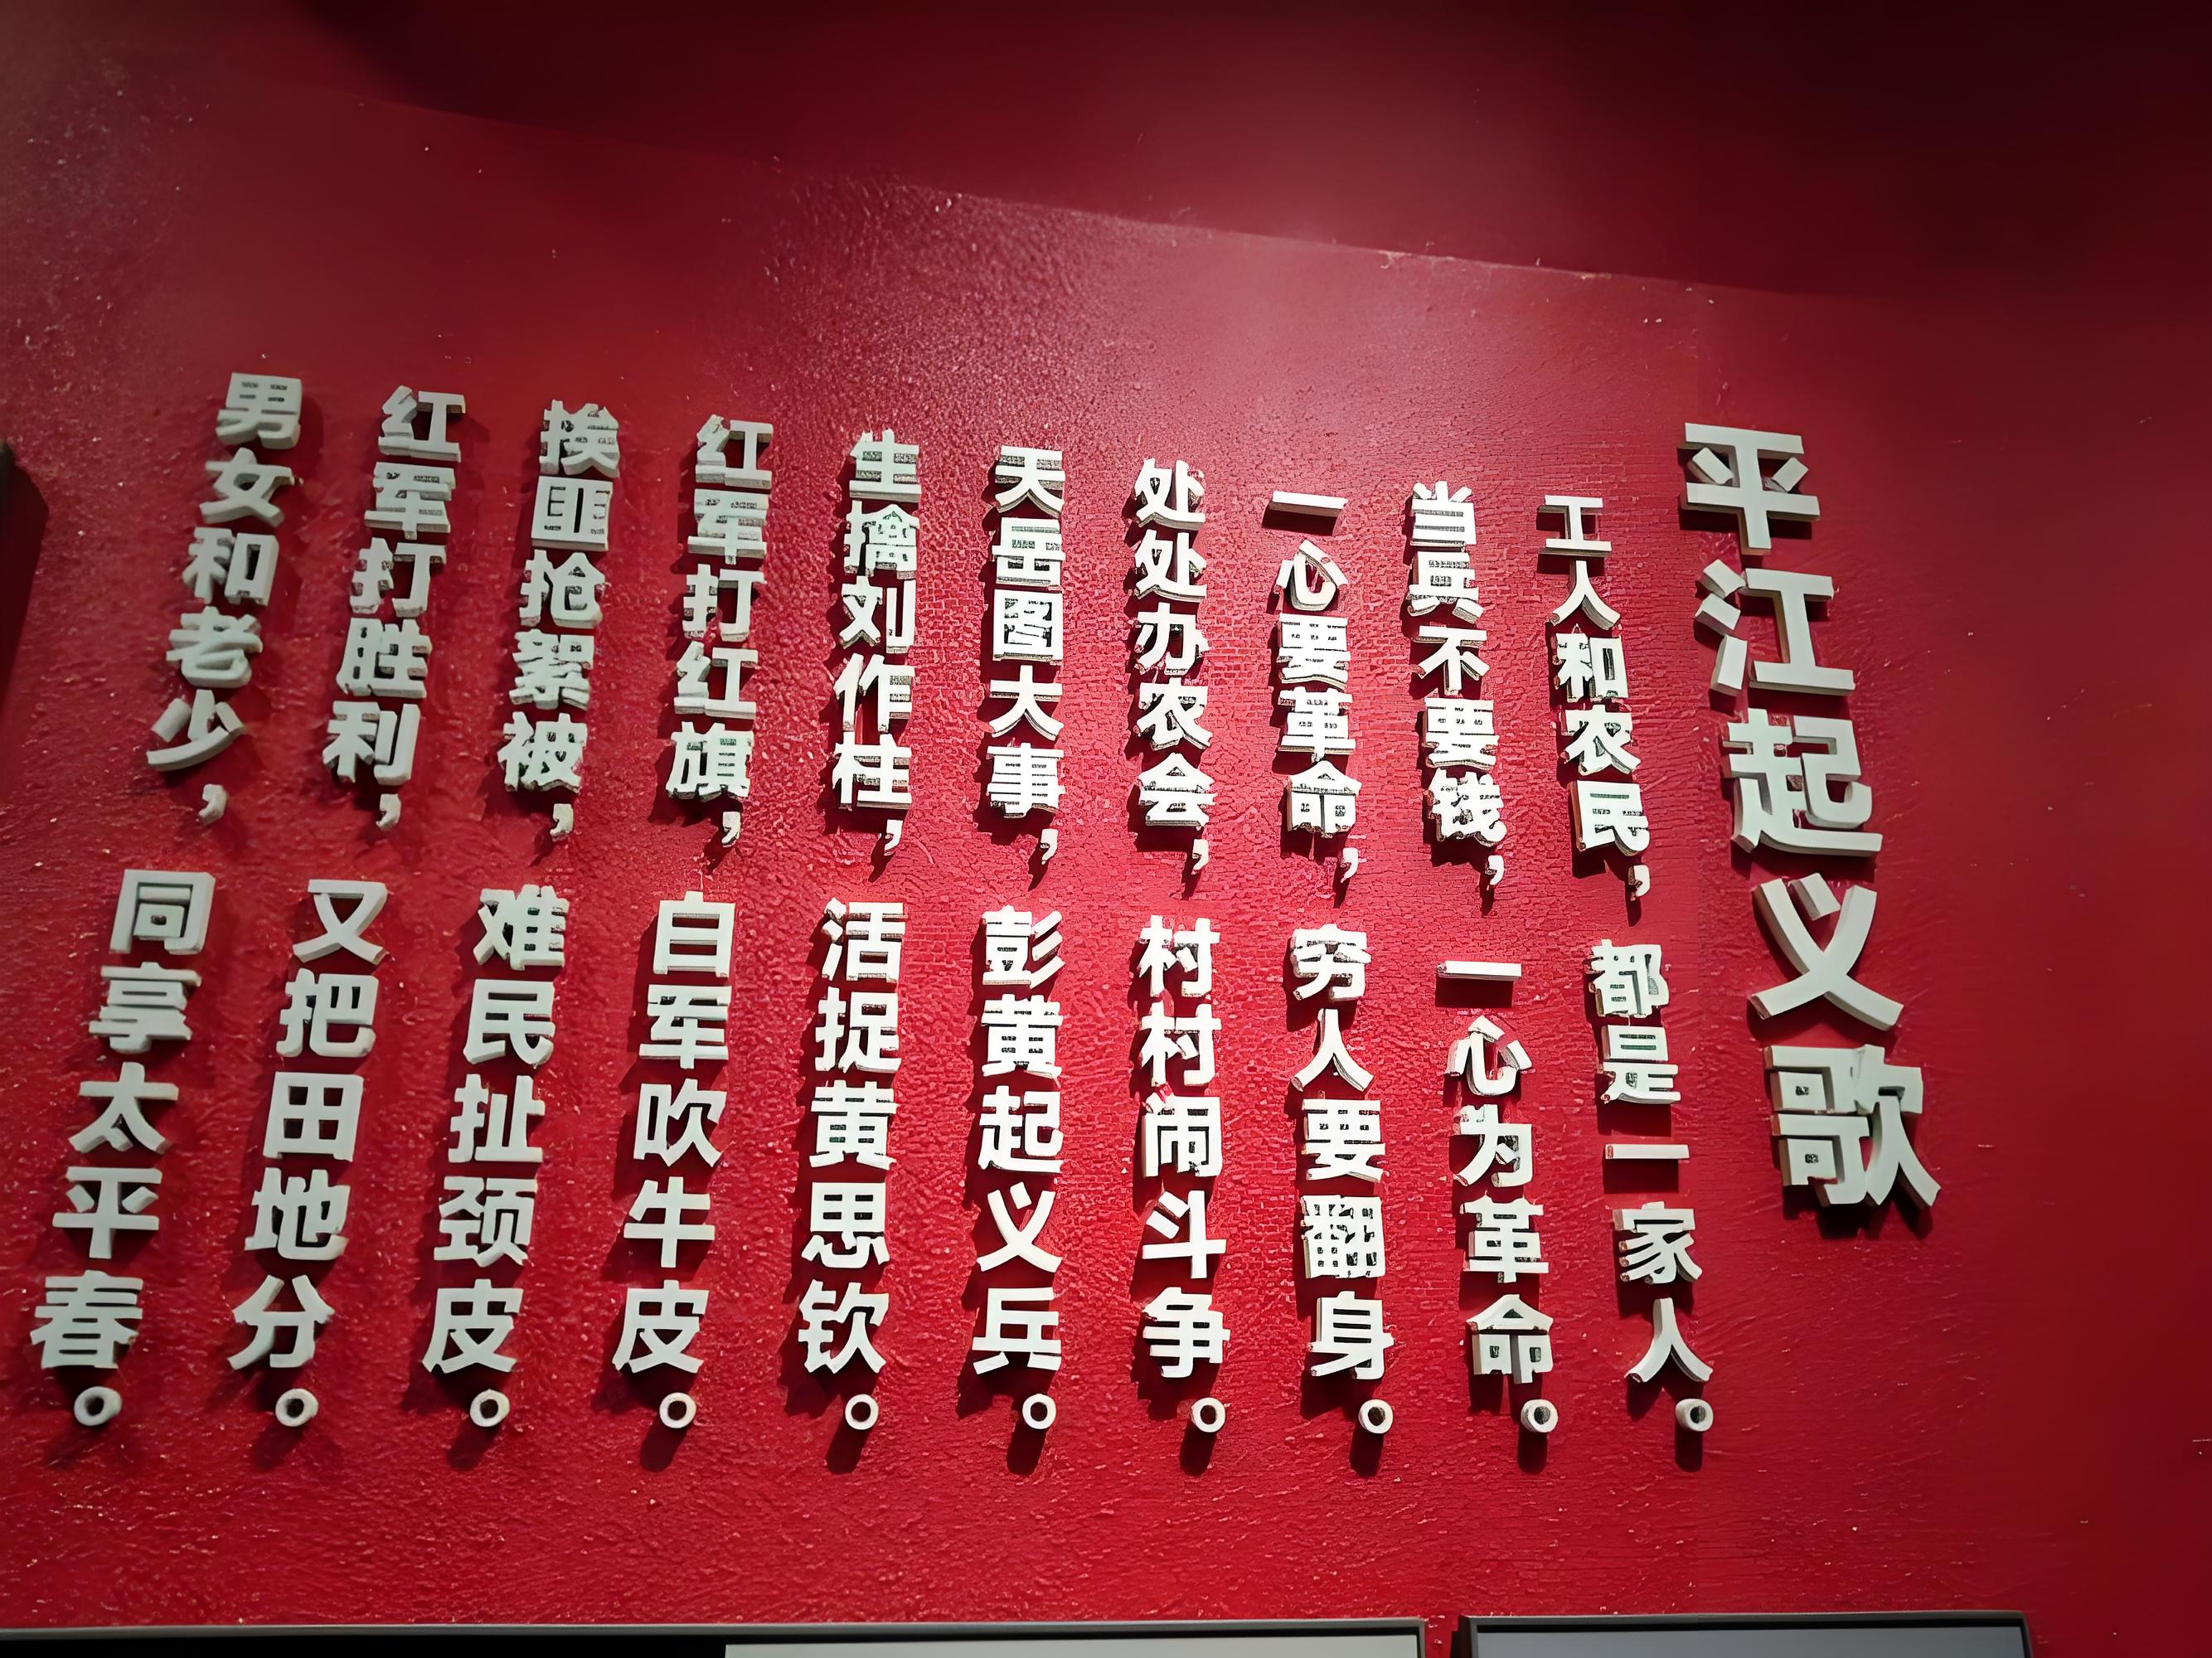 平江起义歌
工人和农民，都是一家人。
当兵不要钱，一心为革命。
一心要革命，穷人要翻身。
处处办农会，村村闹斗争。
天岳图大事，彭黄起义兵。
生擒刘作柱，活捉黄思钦。
红军打红旗，白军吹牛皮。
挨匪抢絮被，难民扯颈皮。
红军打胜利，又把田地分。
男女和老少，同享太平春。